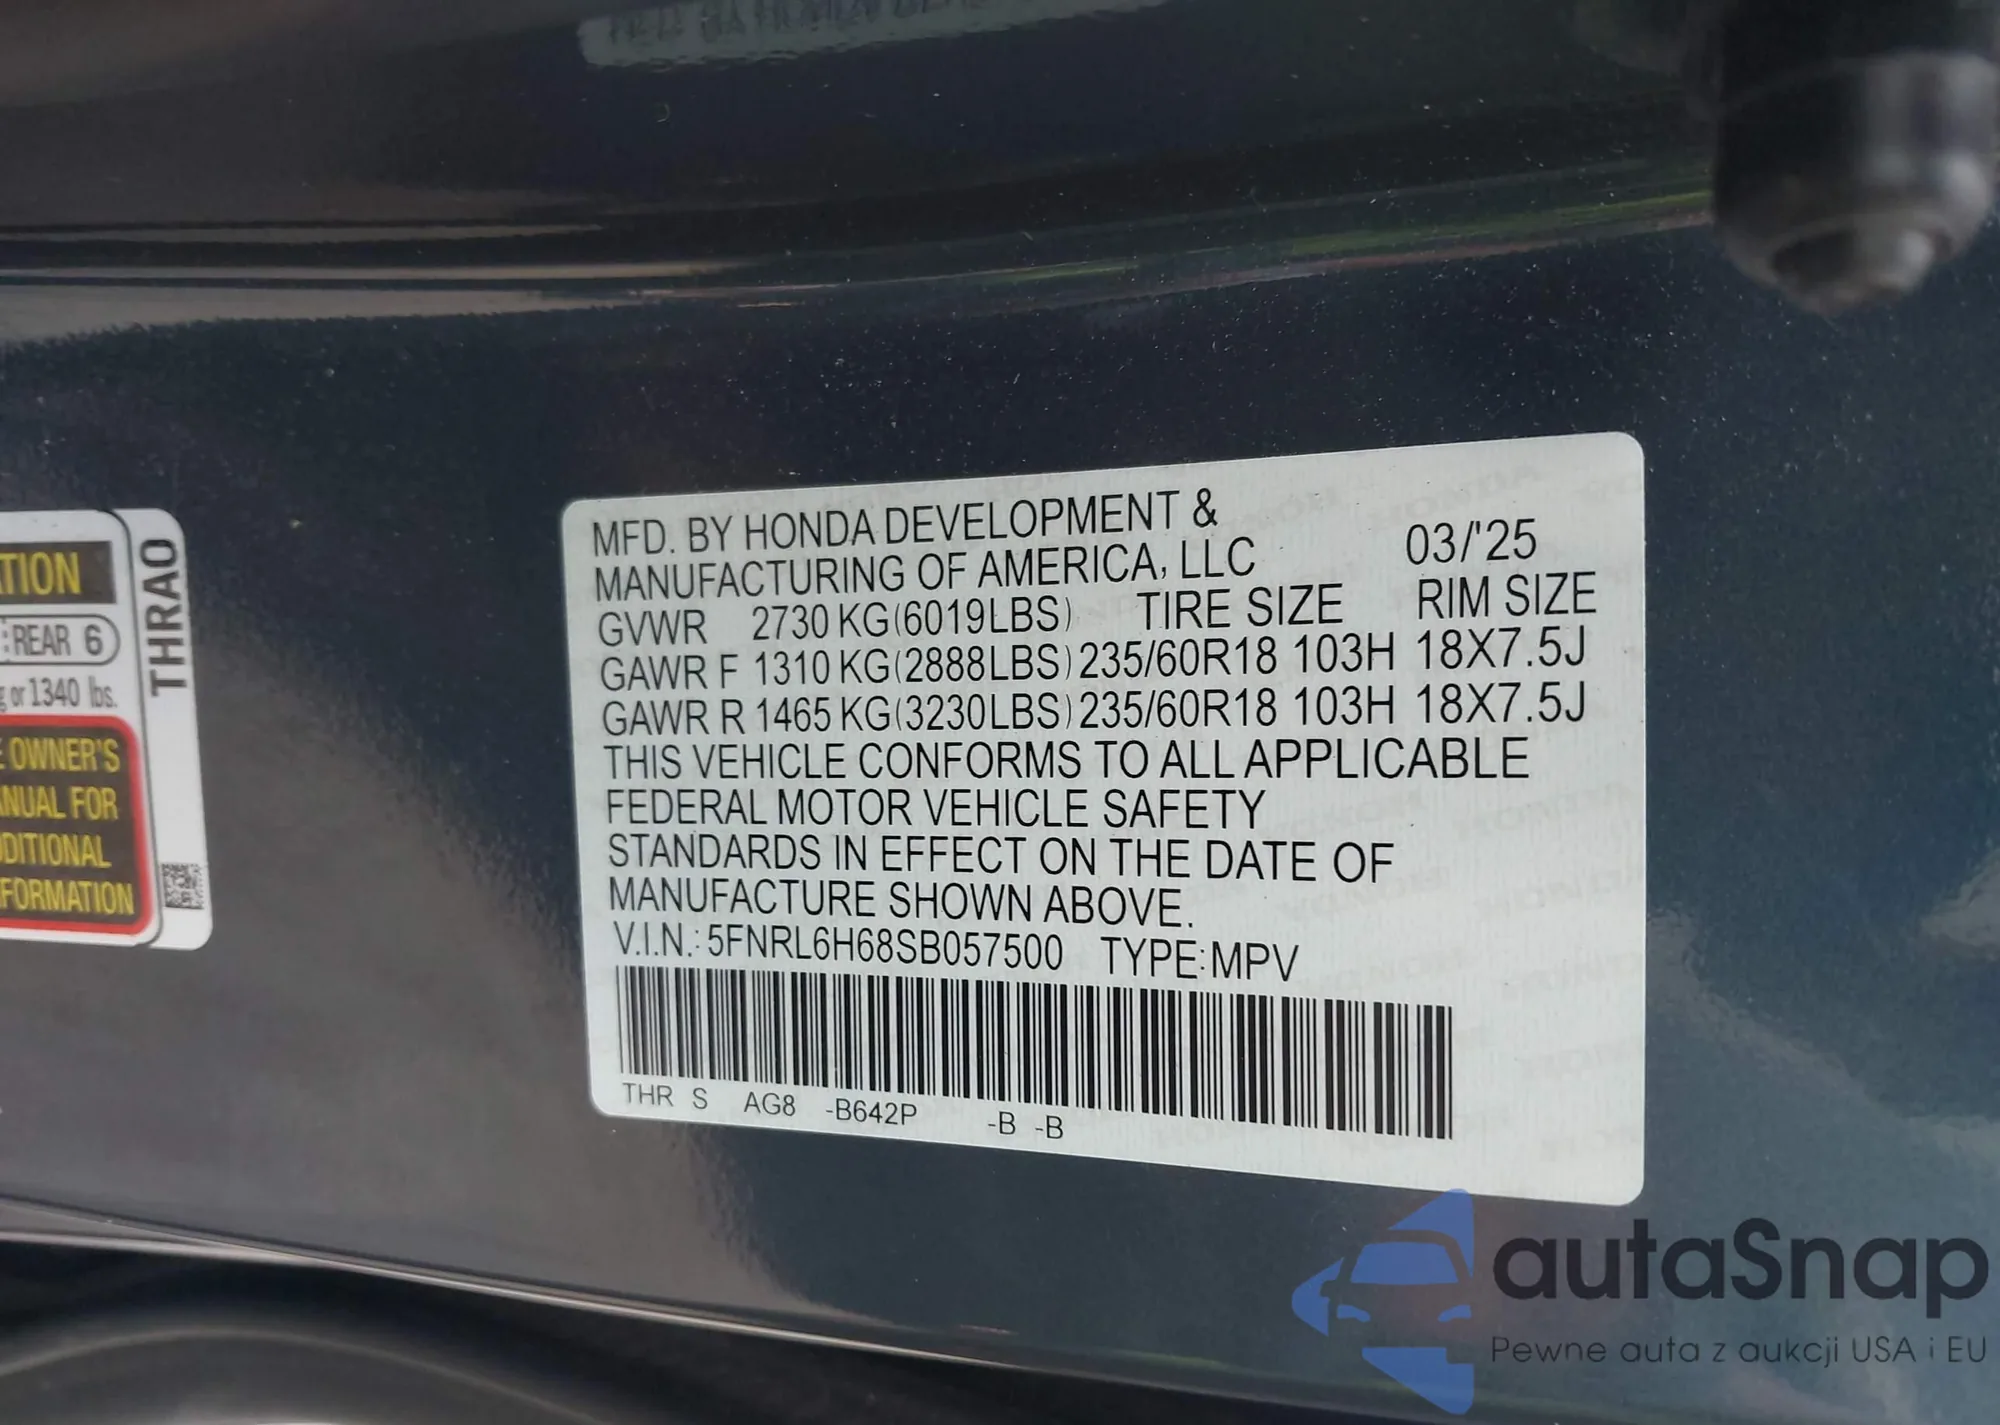 TION
: REAR 6
g or 1340 lbs.
E OWNER'S
ANUAL FOR
DDITIONAL
FORMATION
THRAO
MFD. BY HONDA DEVELOPMENT &
MANUFACTURING OF AMERICA, LLC 03/'25
GVWR 2730 KG(6019LBS) TIRE SIZE RIM SIZE
GAWR F 1310 KG(2888LBS) 235/60R18 103H 18X7.5J
GAWR R 1465 KG(3230LBS) 235/60R18 103H 18X7.5J
THIS VEHICLE CONFORMS TO ALL APPLICABLE
FEDERAL MOTOR VEHICLE SAFETY
STANDARDS IN EFFECT ON THE DATE OF
MANUFACTURE SHOWN ABOVE.
V.I.N.: 5FNRL6H68SB057500 TYPE:MPV
THR S AG8 -B642P -B -B
autaSnap
Pewne auta z aukcji USA i EU